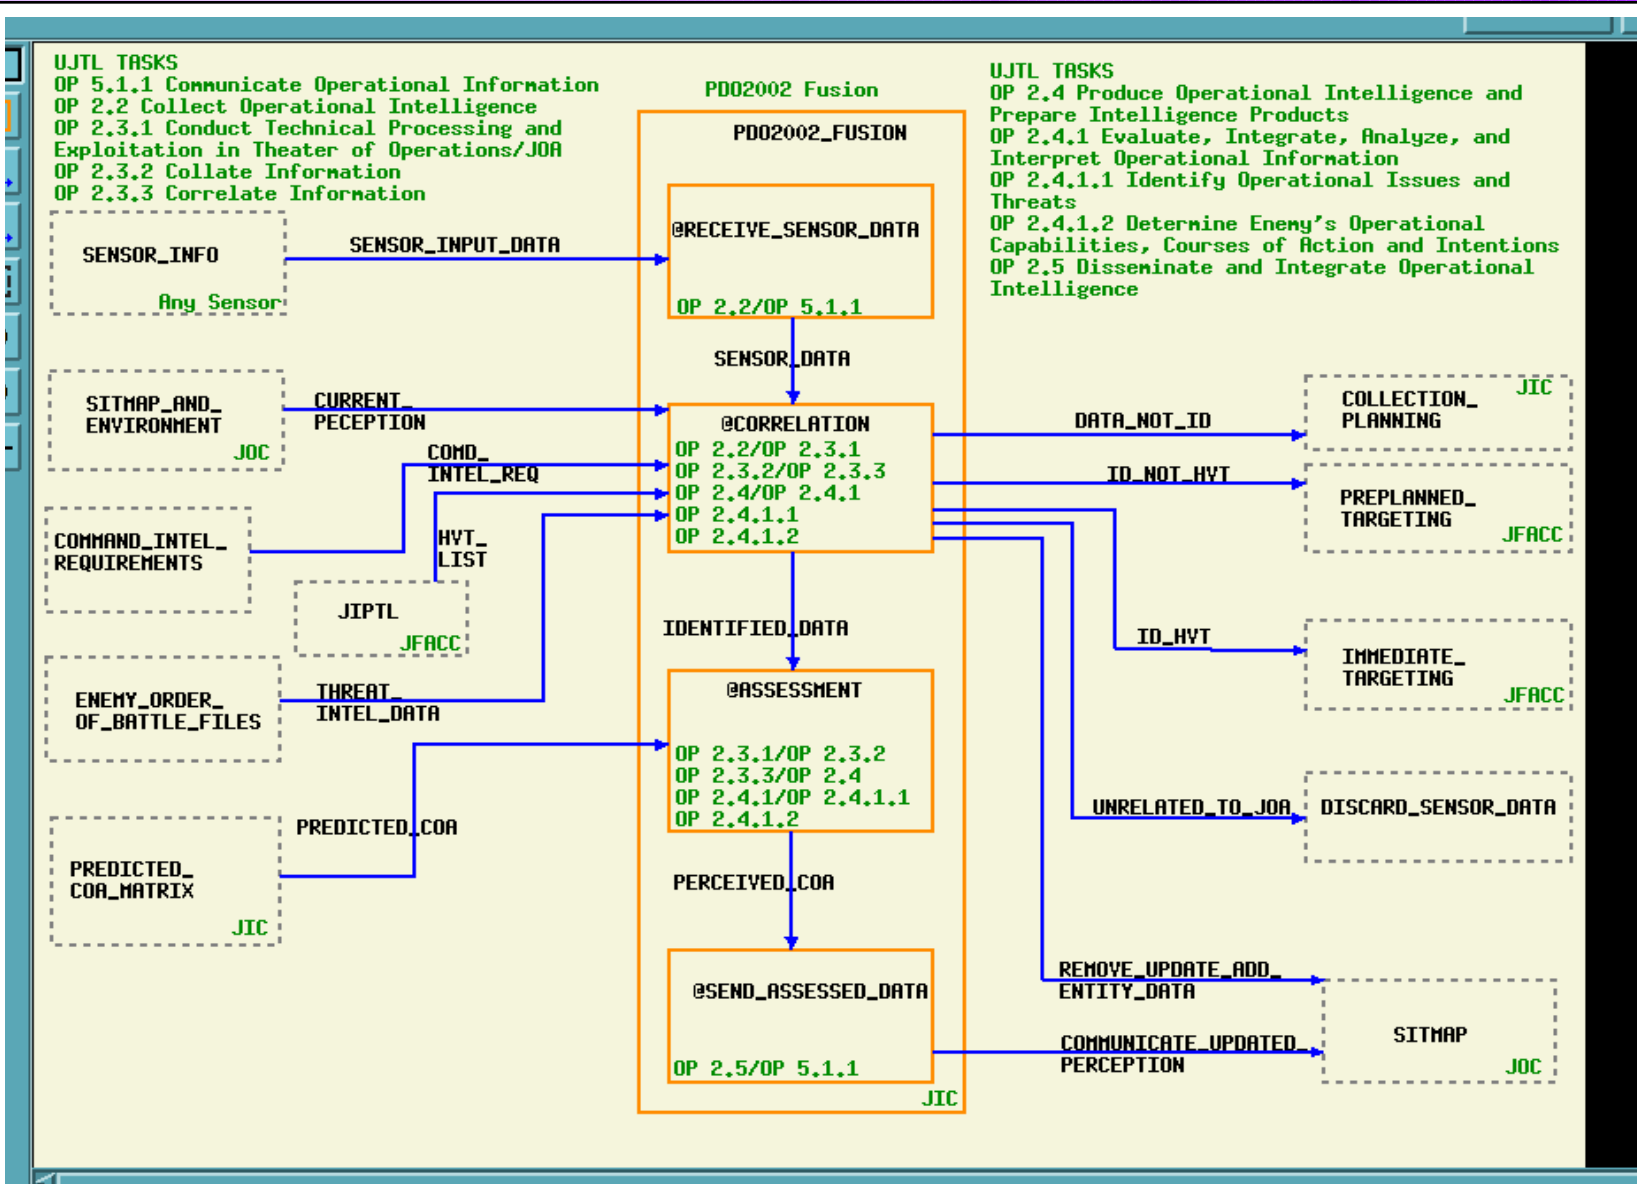 UJTL TASKS
OP 5.1.1 Communicate Operational Information
OP 2.2 Collect Operational Intelligence
OP 2.3.1 Conduct Technical Processing and
Exploitation in Theater of Operations/JOA
OP 2.3.2 Collate Information
OP 2.3.3 Correlate Information
PDO2002 Fusion
UJTL TASKS
OP 2.4 Produce Operational Intelligence and
Prepare Intelligence Products
OP 2.4.1 Evaluate, Integrate, Analyze, and
Interpret Operational Information
OP 2.4.1.1 Identify Operational Issues and
Threats
OP 2.4.1.2 Determine Enemy's Operational
Capabilities, Courses of Action and Intentions
OP 2.5 Disseminate and Integrate Operational
Intelligence
PDO2002_FUSION
SENSOR_INFO
Any Sensor
SENSOR_INPUT_DATA
@RECEIVE_SENSOR_DATA
OP 2.2/OP 5.1.1
SENSOR_DATA
SITMAP_AND_
ENVIRONMENT
JOC
CURRENT_
PECEPTION
COMD_
INTEL_REQ
COMMAND_INTEL_
REQUIREMENTS
HVT_
LIST
JIPTL
JFACC
ENEMY_ORDER_
OF_BATTLE_FILES
THREAT_
INTEL_DATA
PREDICTED_COA
PREDICTED_
COA_MATRIX
JIC
@CORRELATION
OP 2.2/OP 2.3.1
OP 2.3.2/OP 2.3.3
OP 2.4/OP 2.4.1
OP 2.4.1.1
OP 2.4.1.2
IDENTIFIED_DATA
@ASSESSMENT
OP 2.3.1/OP 2.3.2
OP 2.3.3/OP 2.4
OP 2.4.1/OP 2.4.1.1
OP 2.4.1.2
PERCEIVED_COA
@SEND_ASSESSED_DATA
OP 2.5/OP 5.1.1
JIC
DATA_NOT_ID
JIC
COLLECTION_
PLANNING
ID_NOT_HVT
PREPLANNED_
TARGETING
JFACC
ID_HVT
IMMEDIATE_
TARGETING
JFACC
UNRELATED_TO_JOA
DISCARD_SENSOR_DATA
REMOVE_UPDATE_ADD_
ENTITY_DATA
COMMUNICATE_UPDATED_
PERCEPTION
SITMAP
JOC